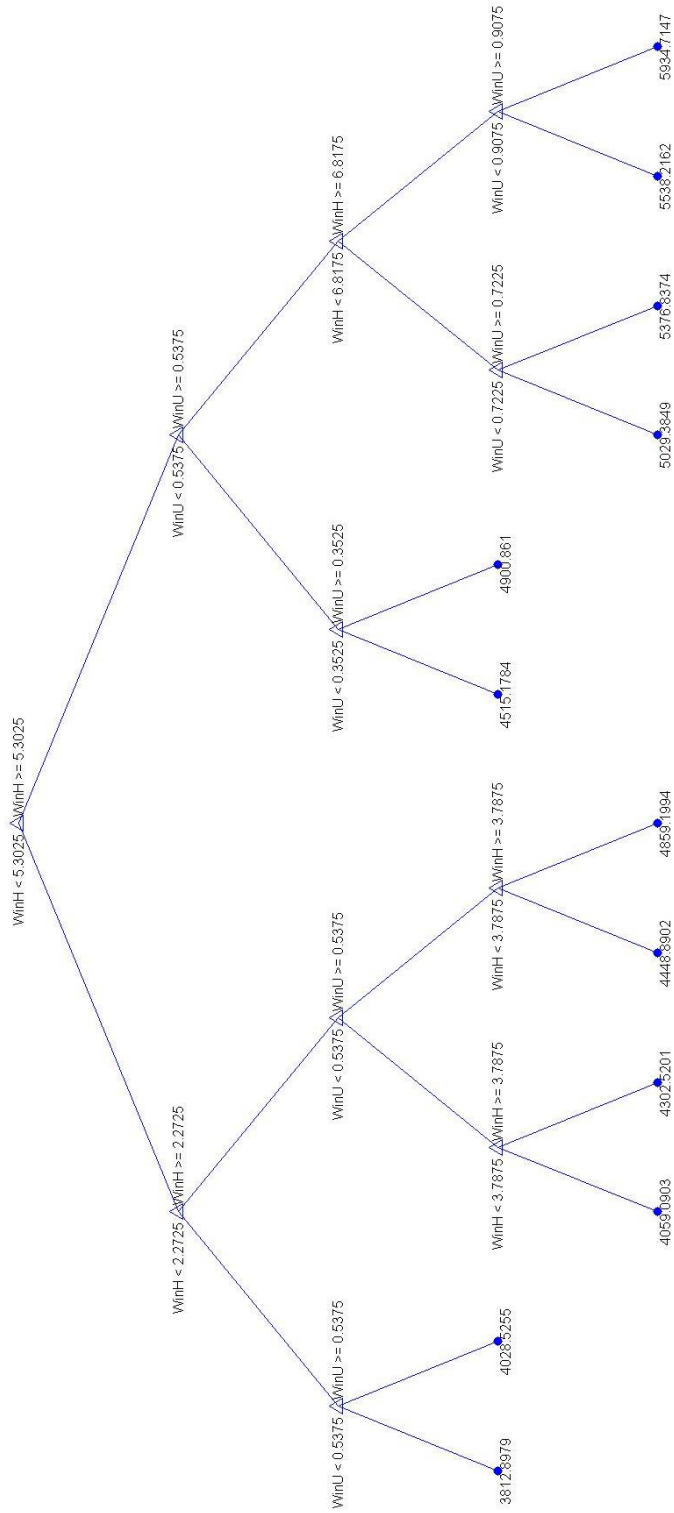 WinH < 5.3025 WinH >= 5.3025
WinH < 2.2725 WinH >= 2.2725
WinU < 0.5375 WinU >= 0.5375
WinU < 0.5375 WinU >= 0.5375
WinU < 0.5375 WinU >= 0.5375
WinU < 0.3525 WinU >= 0.3525
WinH < 6.8175 WinH >= 6.8175
3812.8979
4028.5255
WinH < 3.7875 WinH >= 3.7875
WinH < 3.7875 WinH >= 3.7875
4515.1784
4900.861
WinU < 0.7225 WinU >= 0.7225
WinU < 0.9075 WinU >= 0.9075
4059.0903
4302.5201
4448.8902
4859.1994
5029.3849
5376.8374
5538.2162
5934.7147